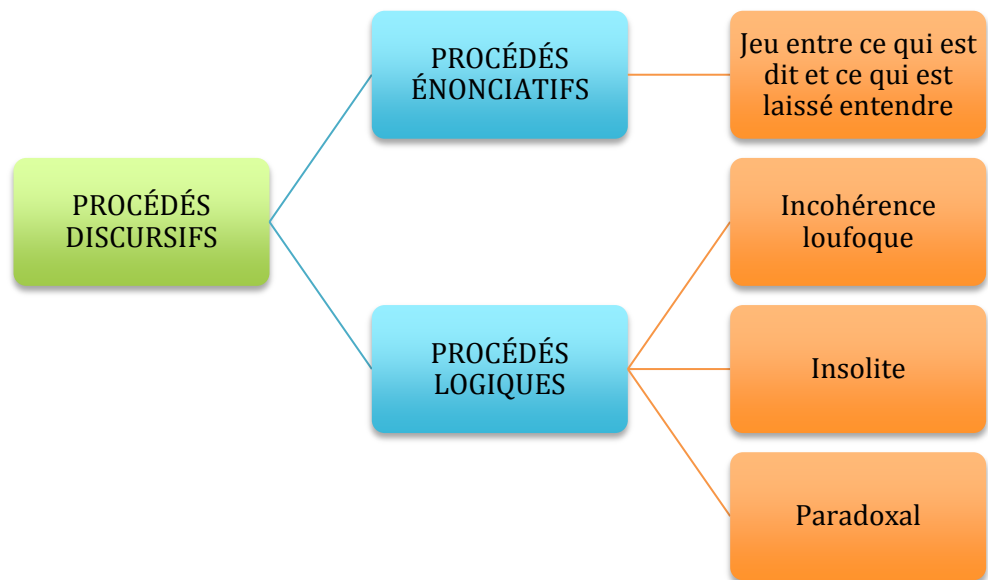 PROCÉDÉS
DISCURSIFS
PROCÉDÉS
ÉNONCIATIFS
Jeu entre ce qui est
dit et ce qui est
laissé entendre
PROCÉDÉS
LOGIQUES
Incohérence
loufoque
Insolite
Paradoxal